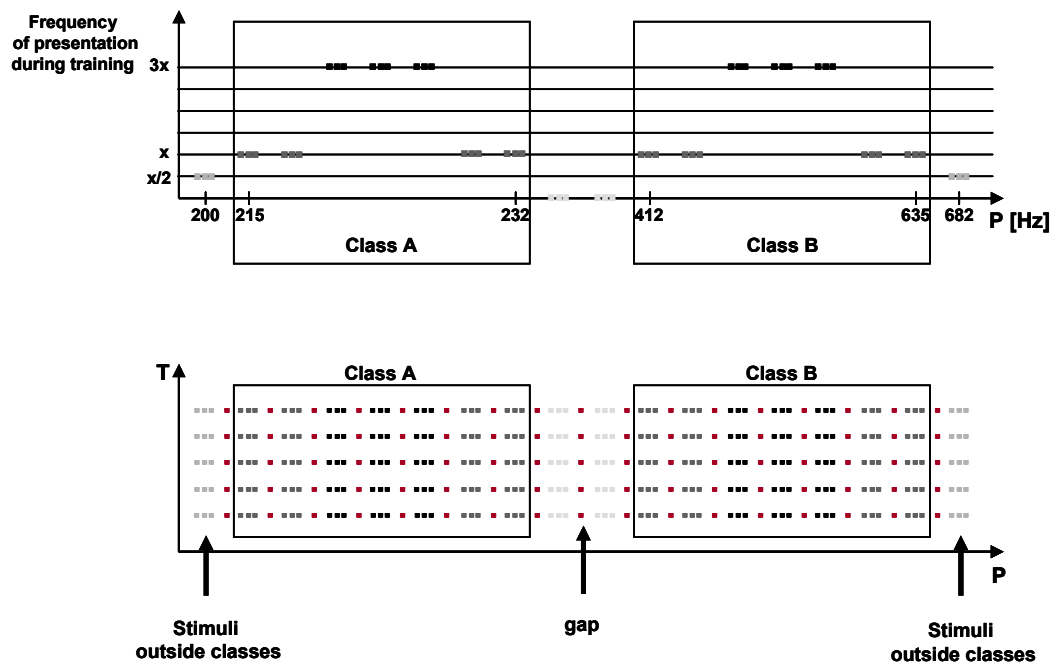 Frequency
of presentation
during training
3x
x
x/2
200 215 232 412 635 682
P [Hz]
Class A Class B
T
Class A Class B
P
Stimuli
outside classes
gap
Stimuli
outside classes